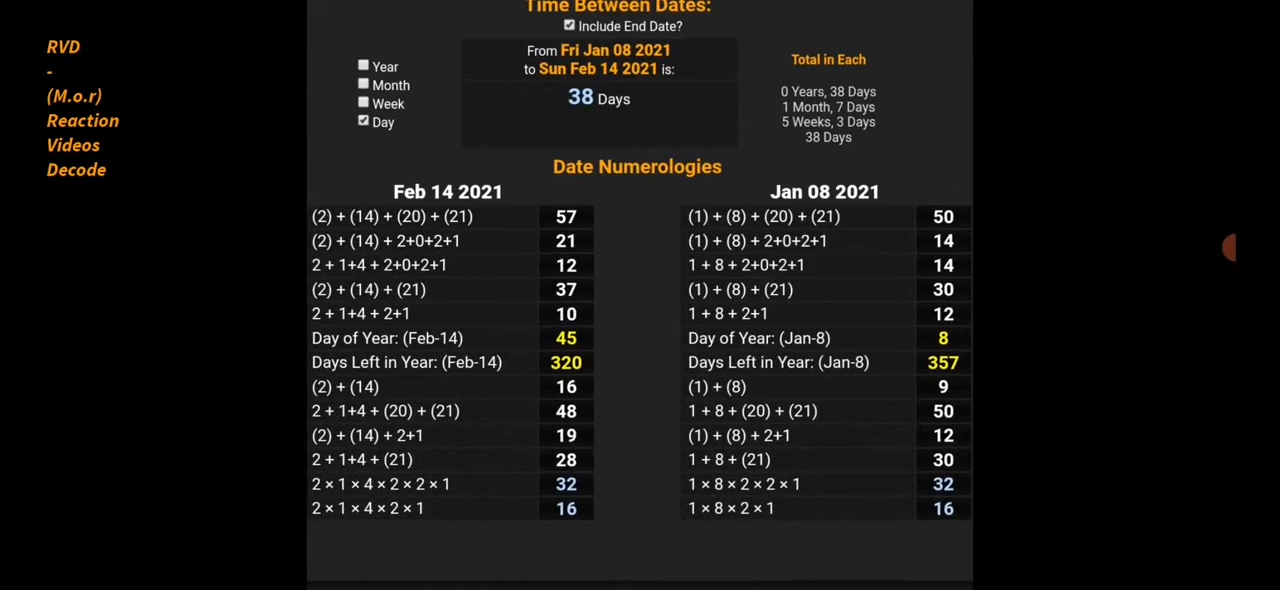 RVD
-
(M.o.r)
Reaction
Videos
Decode
Time Between Dates:
Include End Date?
Year
Month
Week
Day
From Fri Jan 08 2021
to Sun Feb 14 2021 is:
38 Days
Total in Each
0 Years, 38 Days
1 Month, 7 Days
5 Weeks, 3 Days
38 Days
Date Numerologies
Feb 14 2021
(2) + (14) + (20) + (21) 57
(2) + (14) + 2+0+2+1 21
2 + 1+4 + 2+0+2+1 12
(2) + (14) + (21) 37
2 + 1+4 + 2+1 10
Day of Year: (Feb-14) 45
Days Left in Year: (Feb-14) 320
(2) + (14) 16
2 + 1+4 + (20) + (21) 48
(2) + (14) + 2+1 19
2 + 1+4 + (21) 28
2 × 1 × 4 × 2 × 2 × 1 32
2 × 1 × 4 × 2 × 1 16
Jan 08 2021
(1) + (8) + (20) + (21) 50
(1) + (8) + 2+0+2+1 14
1 + 8 + 2+0+2+1 14
(1) + (8) + (21) 30
1 + 8 + 2+1 12
Day of Year: (Jan-8) 8
Days Left in Year: (Jan-8) 357
(1) + (8) 9
1 + 8 + (20) + (21) 50
(1) + (8) + 2+1 12
1 + 8 + (21) 30
1 × 8 × 2 × 2 × 1 32
1 × 8 × 2 × 1 16